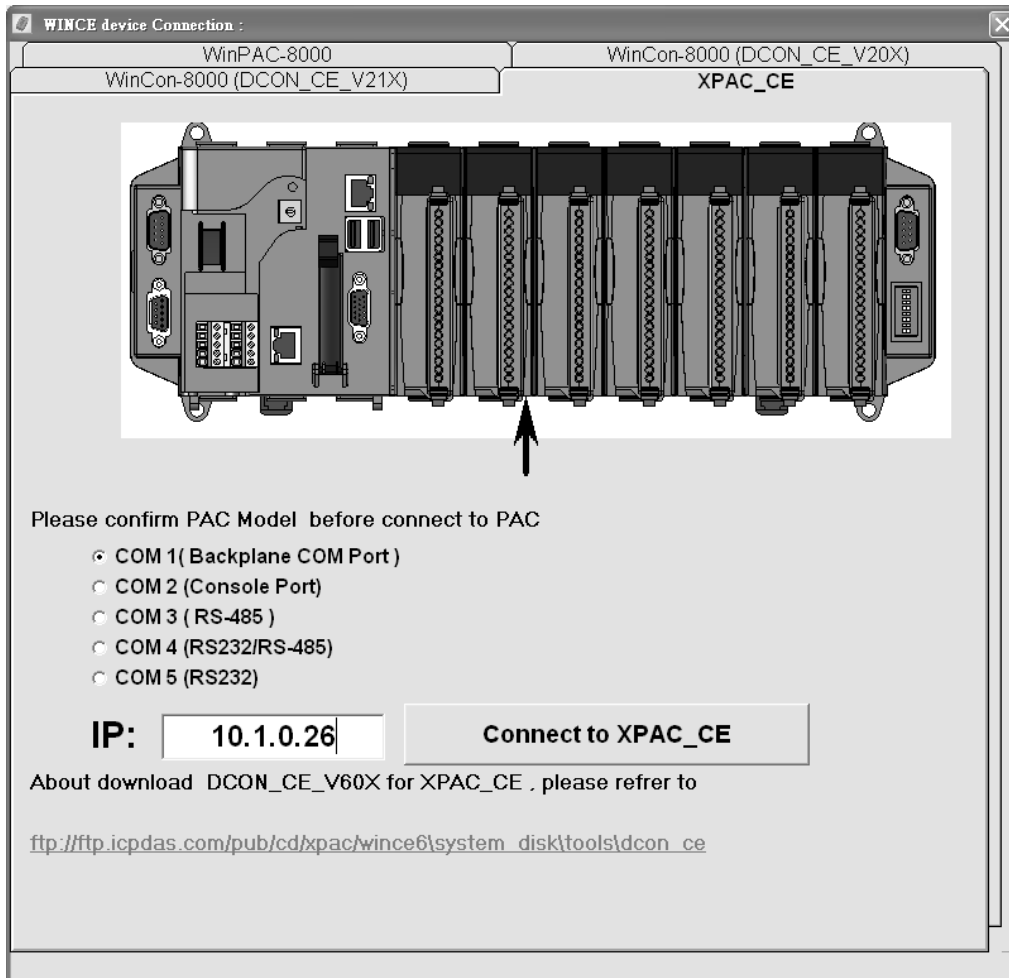 WINCE device Connection :
WinPAC-8000
WinCon-8000 (DCON_CE_V20X)
WinCon-8000 (DCON_CE_V21X)
XPAC_CE
Please confirm PAC Model before connect to PAC
COM 1( Backplane COM Port )
COM 2 (Console Port)
COM 3 ( RS-485 )
COM 4 (RS232/RS-485)
COM 5 (RS232)
IP: 10.1.0.26 Connect to XPAC_CE
About download DCON_CE_V60X for XPAC_CE , please refrer to
ftp://ftp.icpdas.com/pub/cd/xpac/wince6\system_disk\tools\dcon_ce